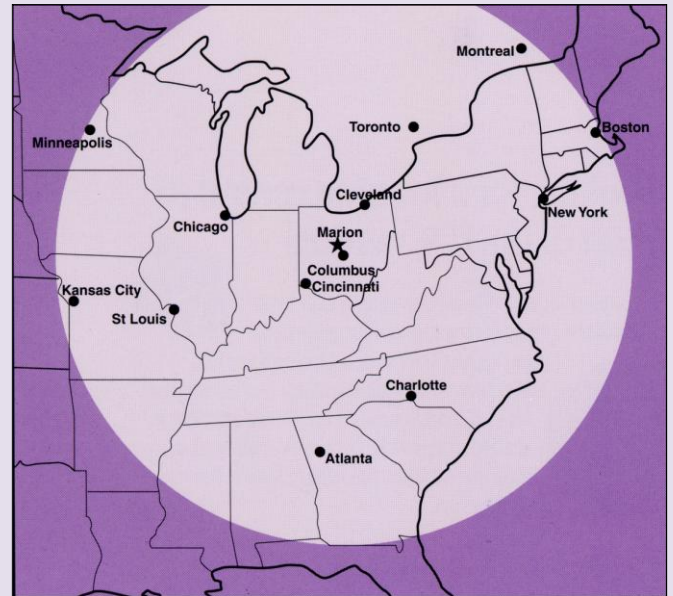 Montreal
Toronto
Boston
Minneapolis
Cleveland
New York
Chicago
Marion
Columbus
Cincinnati
Kansas City
St Louis
Charlotte
Atlanta